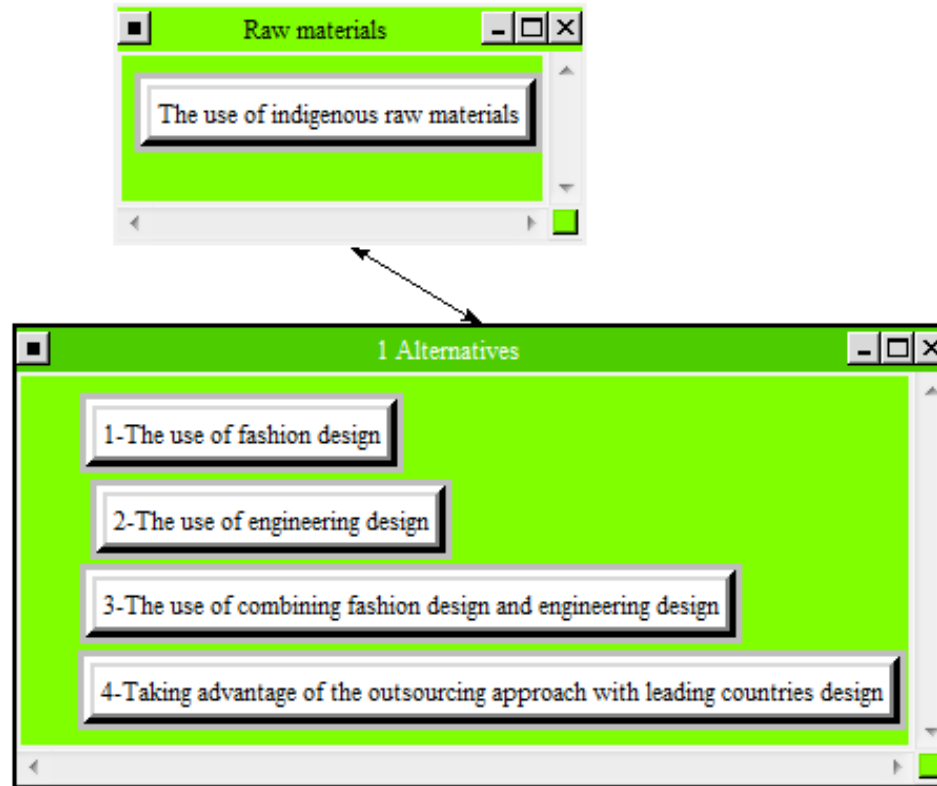 Raw materials
The use of indigenous raw materials
1 Alternatives
1-The use of fashion design
2-The use of engineering design
3-The use of combining fashion design and engineering design
4-Taking advantage of the outsourcing approach with leading countries design